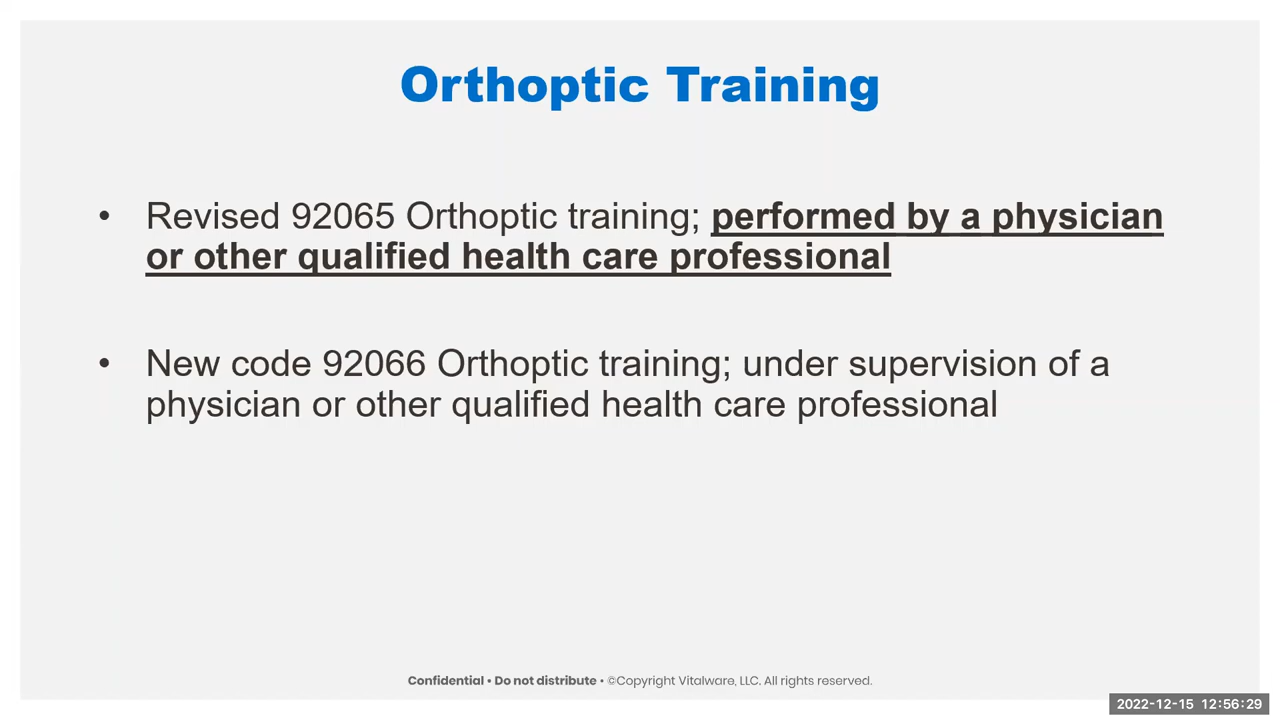 Orthoptic Training
• Revised 92065 Orthoptic training; performed by a physician
or other qualified health care professional
• New code 92066 Orthoptic training; under supervision of a
physician or other qualified health care professional
Confidential • Do not distribute • ©Copyright Vitalware, LLC. All rights reserved.
2022-12-15 12:56:29